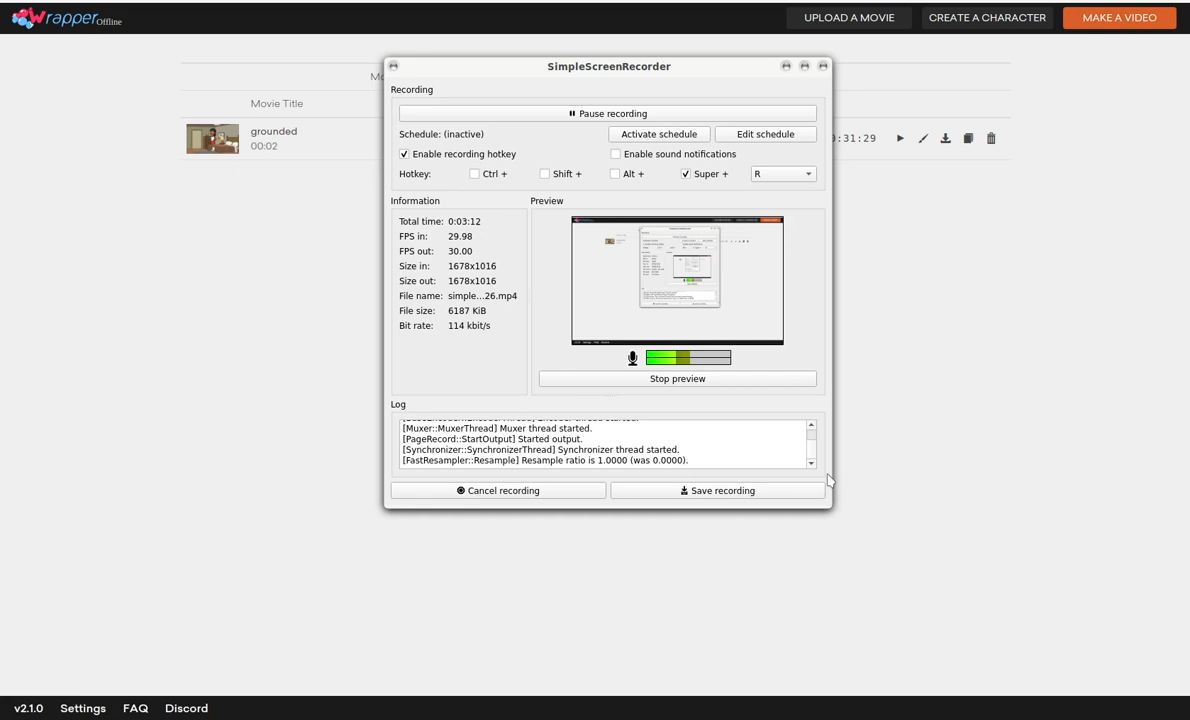 Wrapper Offline
UPLOAD A MOVIE
CREATE A CHARACTER
MAKE A VIDEO
SimpleScreenRecorder
Recording
Pause recording
Schedule: (inactive)
Activate schedule
Edit schedule
Enable recording hotkey
Enable sound notifications
Hotkey:
Ctrl +
Shift +
Alt +
Super +
R
Movie Title
grounded
00:02
:31:29
Information
Total time: 0:03:12
FPS in: 29.98
FPS out: 30.00
Size in: 1678x1016
Size out: 1678x1016
File name: simple...26.mp4
File size: 6187 KiB
Bit rate: 114 kbit/s
Preview
Stop preview
Log
[Muxer::MuxerThread] Muxer thread started.
[PageRecord::StartOutput] Started output.
[Synchronizer::SynchronizerThread] Synchronizer thread started.
[FastResampler::Resample] Resample ratio is 1.0000 (was 0.0000).
Cancel recording
Save recording
v2.1.0
Settings
FAQ
Discord